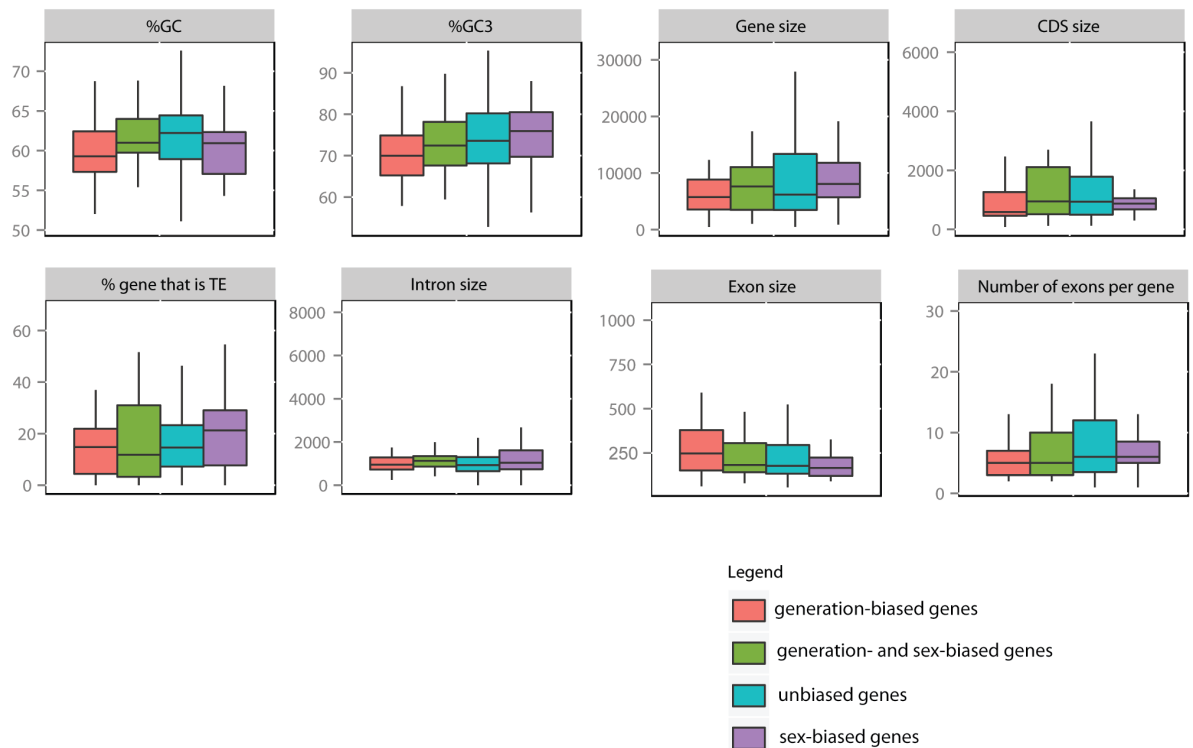 %GC
%GC3
Gene size
CDS size
70
65
60
55
50
90
80
70
60
30000
20000
10000
0
6000
4000
2000
0
% gene that is TE
Intron size
Exon size
Number of exons per gene
60
40
20
0
8000
6000
4000
2000
0
1000
750
500
250
30
20
10
0
Legend
generation-biased genes
generation- and sex-biased genes
unbiased genes
sex-biased genes